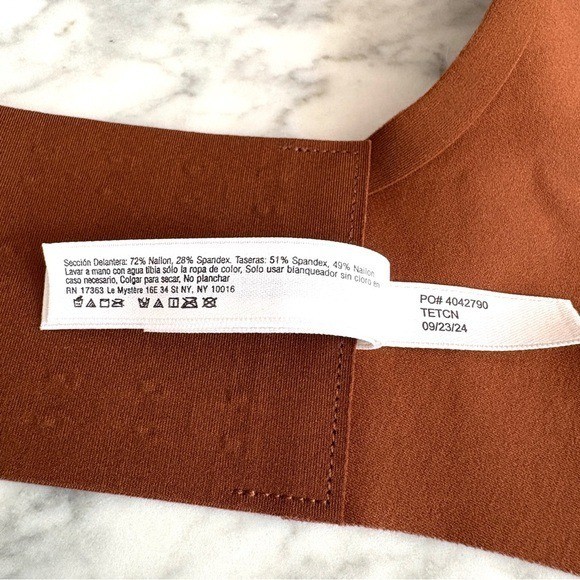 Sección Delantera: 72% Nailon, 28% Spandex. Taseras: 51% Spandex, 49% Nailon
Lavar a mano con agua tibia sólo la ropa de color, Solo usar blanqueador sin cloro en
caso necesario, Colgar para secar, No planchar
RN 17363 Le Mystère 16E 34 St NY, NY 10016
PO# 4042790
TETCN
09/23/24